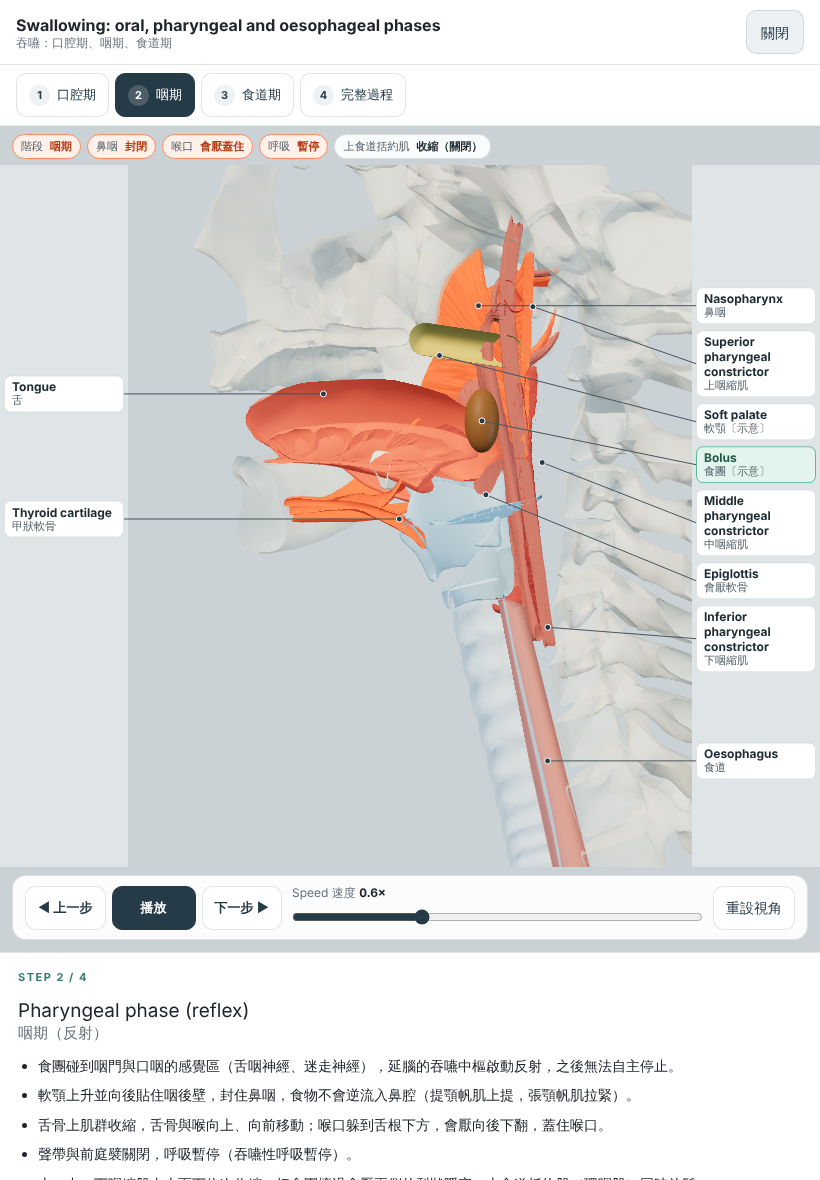 Swallowing: oral, pharyngeal and oesophageal phases
吞嚥：口腔期、咽期、食道期
關閉
1 口腔期
2 咽期
3 食道期
4 完整過程
階段 咽期
鼻咽 封閉
喉口 會厭蓋住
呼吸 暫停
上食道括約肌 收縮（關閉）
Tongue
舌
Thyroid cartilage
甲狀軟骨
Nasopharynx
鼻咽
Superior
pharyngeal
constrictor
上咽縮肌
Soft palate
軟顎〔示意〕
Bolus
食團〔示意〕
Middle
pharyngeal
constrictor
中咽縮肌
Epiglottis
會厭軟骨
Inferior
pharyngeal
constrictor
下咽縮肌
Oesophagus
食道
◀ 上一步
播放
下一步 ▶
Speed 速度 0.6×
重設視角
STEP 2 / 4
Pharyngeal phase (reflex)
咽期（反射）
食團碰到咽門與口咽的感覺區（舌咽神經、迷走神經），延腦的吞嚥中樞啟動反射，之後無法自主停止。
軟顎上升並向後貼住咽後壁，封住鼻咽，食物不會逆流入鼻腔（提顎帆肌上提，張顎帆肌拉緊）。
舌骨上肌群收縮，舌骨與喉向上、向前移動；喉口躲到舌根下方，會厭向後下翻，蓋住喉口。
聲帶與前庭襞關閉，呼吸暫停（吞嚥性呼吸暫停）。